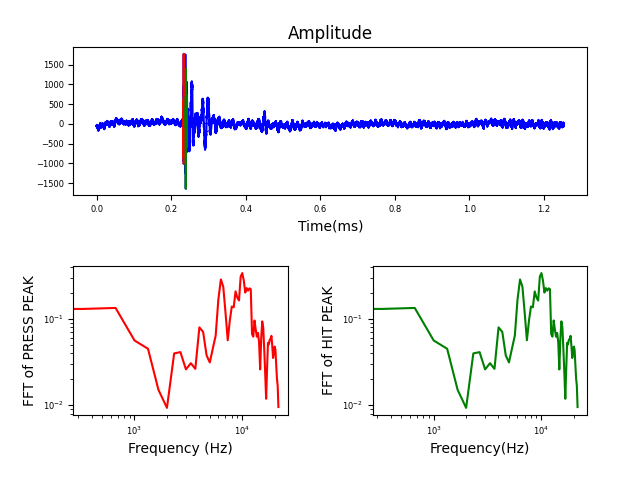 Amplitude
1500
1000
500
0
−500
−1000
−1500
0.0 0.2 0.4 0.6 0.8 1.0 1.2
Time(ms)
FFT of PRESS PEAK
10⁻¹
10⁻²
10³ 10⁴
Frequency (Hz)
FFT of HIT PEAK
10⁻¹
10⁻²
10³ 10⁴
Frequency(Hz)